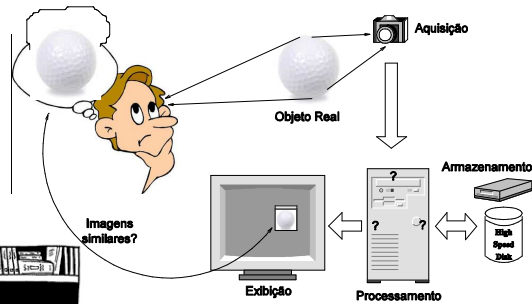 Aquisição
Objeto Real
Armazenamento
?
?
?
High
Speed
Disk
Imagens
similares?
Exibição
Processamento